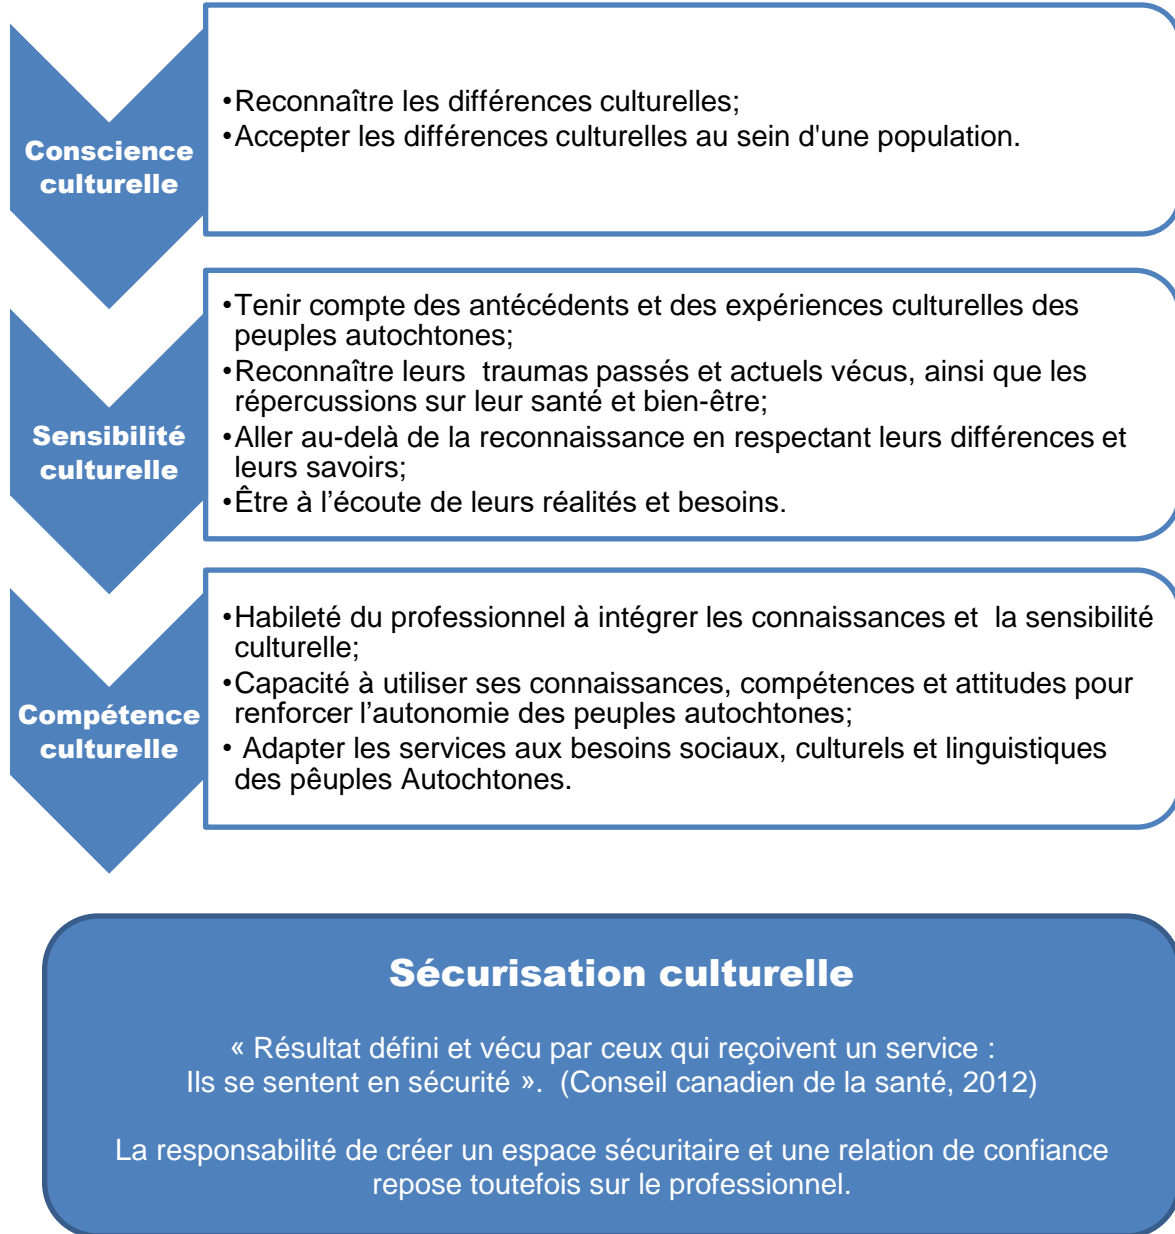 Conscience
culturelle
•Reconnaître les différences culturelles;
•Accepter les différences culturelles au sein d'une population.
Sensibilité
culturelle
•Tenir compte des antécédents et des expériences culturelles des
peuples autochtones;
•Reconnaître leurs  traumas passés et actuels vécus, ainsi que les
répercussions sur leur santé et bien-être;
•Aller au-delà de la reconnaissance en respectant leurs différences et
leurs savoirs;
•Être à l’écoute de leurs réalités et besoins.
Compétence
culturelle
•Habileté du professionnel à intégrer les connaissances et  la sensibilité
culturelle;
•Capacité à utiliser ses connaissances, compétences et attitudes pour
renforcer l’autonomie des peuples autochtones;
• Adapter les services aux besoins sociaux, culturels et linguistiques
des pêuples Autochtones.
Sécurisation culturelle
« Résultat défini et vécu par ceux qui reçoivent un service :
Ils se sentent en sécurité ».  (Conseil canadien de la santé, 2012)
La responsabilité de créer un espace sécuritaire et une relation de confiance
repose toutefois sur le professionnel.